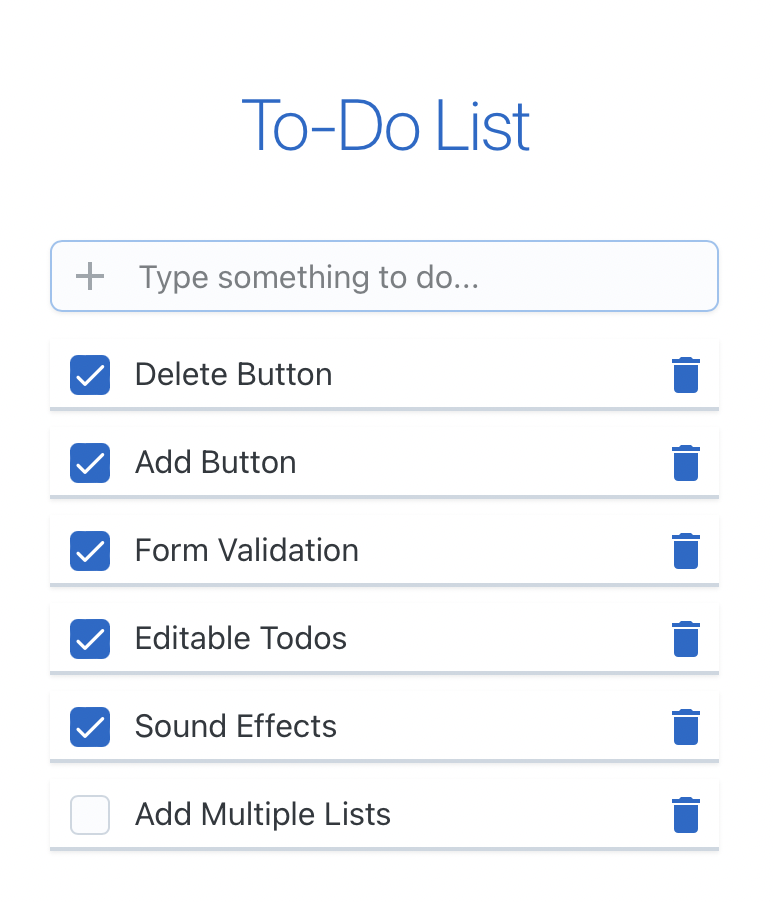 To-Do List
Type something to do...
Delete Button
Add Button
Form Validation
Editable Todos
Sound Effects
Add Multiple Lists